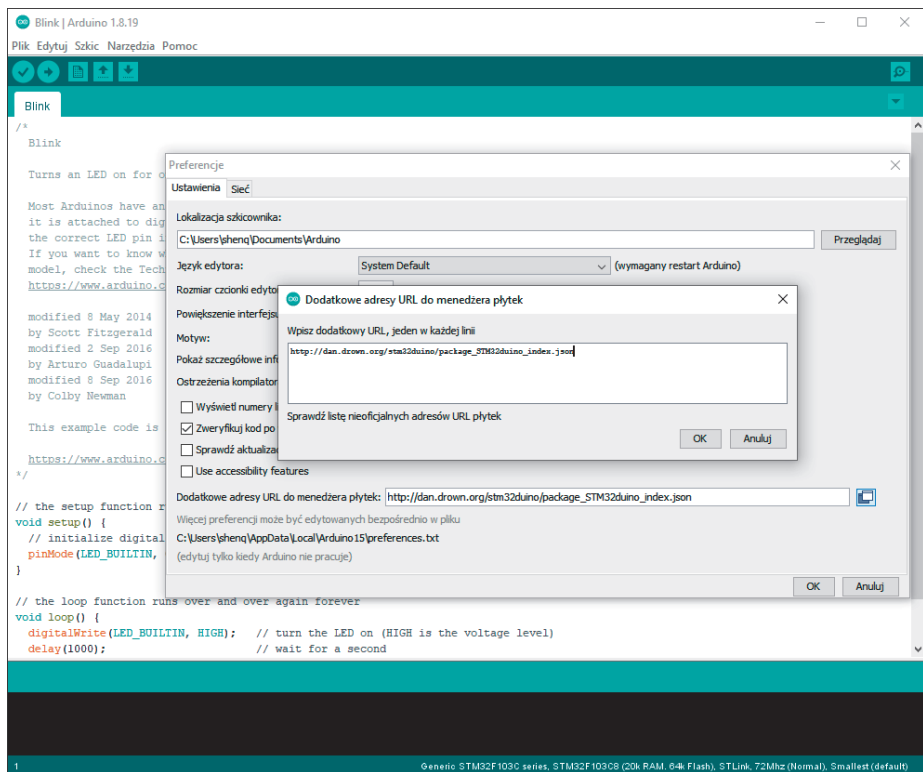 Blink | Arduino 1.8.19
Plik Edytuj Szkic Narzędzia Pomoc
Blink
/*
Blink
Turns an LED on for o
Most Arduinos have an
it is attached to dig
the correct LED pin i
If you want to know w
model, check the Tech
https://www.arduino.c
modified 8 May 2014
by Scott Fitzgerald
modified 2 Sep 2016
by Arturo Guadalupi
modified 8 Sep 2016
by Colby Newman
This example code is
https://www.arduino.c
*/
// the setup function r
void setup() {
// initialize digital
pinMode(LED_BUILTIN,
}
// the loop function runs over and over again forever
void loop() {
digitalWrite(LED_BUILTIN, HIGH);   // turn the LED on (HIGH is the voltage level)
delay(1000);                       // wait for a second
Preferencje
Ustawienia Sieć
Lokalizacja szkicownika:
C:\Users\shenq\Documents\Arduino Przeglądaj
Język edytora: System Default (wymagany restart Arduino)
Rozmiar czcionki edyto
Powiększenie interfejsu
Motyw:
Pokaż szczegółowe info
Ostrzeżenia kompilator
Wyświetl numery l
Zweryfikuj kod po
Sprawdź aktualizac
Use accessibility features
Dodatkowe adresy URL do menedżera płytek: http://dan.drown.org/stm32duino/package_STM32duino_index.json
Więcej preferencji może być edytowanych bezpośrednio w pliku
C:\Users\shenq\AppData\Local\Arduino15\preferences.txt
(edytuj tylko kiedy Arduino nie pracuje)
OK Anuluj
Dodatkowe adresy URL do menedżera płytek
Wpisz dodatkowy URL, jeden w każdej linii
http://dan.drown.org/stm32duino/package_STM32duino_index.json
Sprawdź listę nieoficjalnych adresów URL płytek
OK Anuluj
1 Generic STM32F103C series, STM32F103C8 (20k RAM. 64k Flash), STLink, 72Mhz (Normal), Smallest (default)